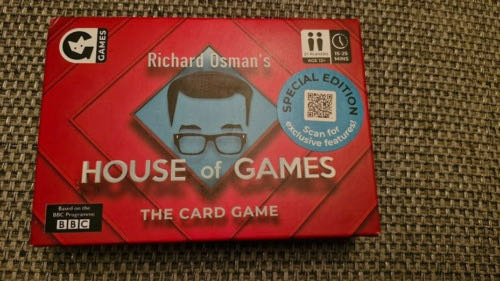 GAMES
Richard Osman's
2+ PLAYERS
AGE 12+
15-25
MINS
SPECIAL EDITION
Scan for
exclusive features!
HOUSE of GAMES
THE CARD GAME
Based on the
BBC Programme
BBC